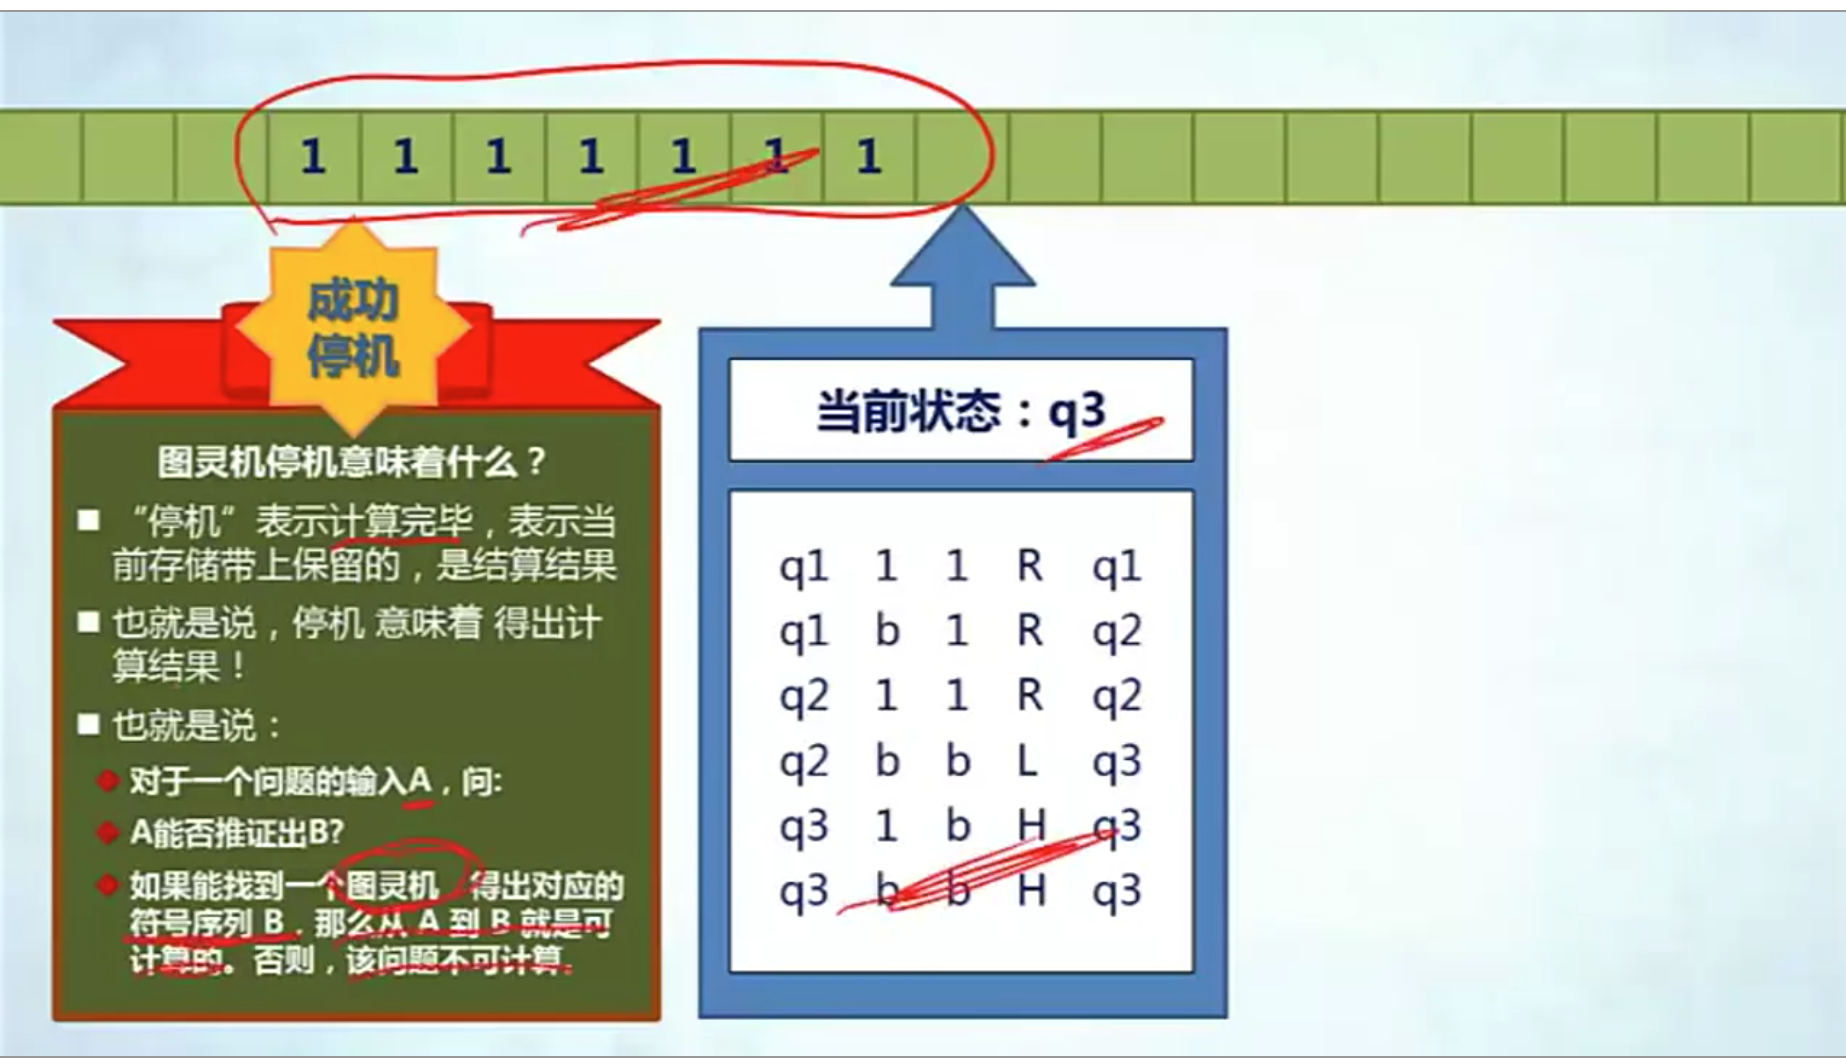 1 1 1 1 1 1 1
成功
停机
图灵机停机意味着什么?
“停机”表示计算完毕,表示当
前存储带上保留的,是结算结果
也就是说,停机 意味着 得出计
算结果!
也就是说:
对于一个问题的输入A,问:
A能否推证出B?
如果能找到一个图灵机 得出对应的
符号序列 B,那么从 A 到 B 就是可
计算的。否则,该问题不可计算。
当前状态:q3
q1 1 1 R q1
q1 b 1 R q2
q2 1 1 R q2
q2 b b L q3
q3 1 b H q3
q3 b b H q3